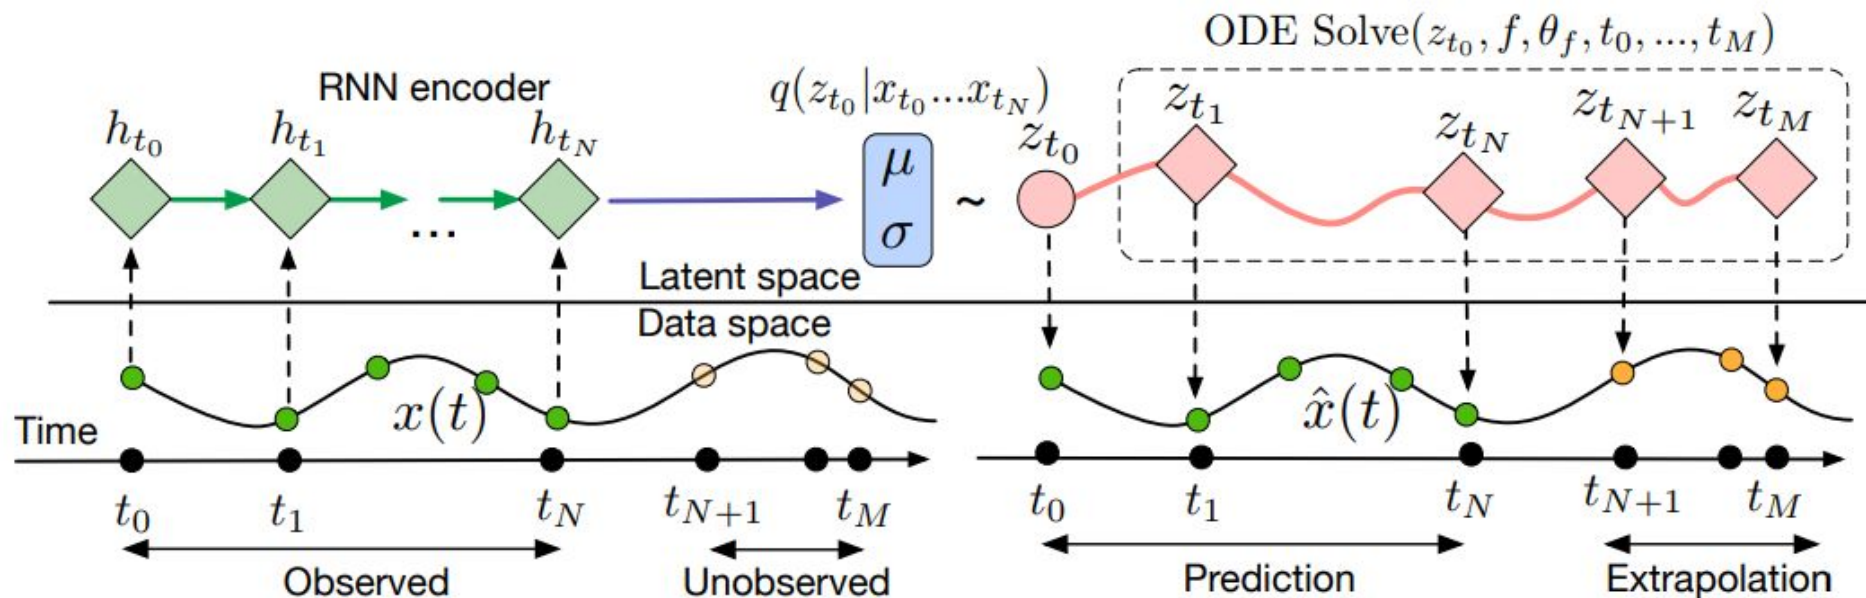 ODE Solve(z_{t_0}, f, θ_f, t_0, ..., t_M)
RNN encoder
q(z_{t_0}|x_{t_0}...x_{t_N})
h_{t_0} h_{t_1} h_{t_N}
z_{t_0} z_{t_1} z_{t_N} z_{t_{N+1}} z_{t_M}
μ
σ
~
...
Latent space
Data space
x(t)
x̂(t)
Time
t_0 t_1 t_N t_{N+1} t_M
t_0 t_1 t_N t_{N+1} t_M
Observed
Unobserved
Prediction
Extrapolation